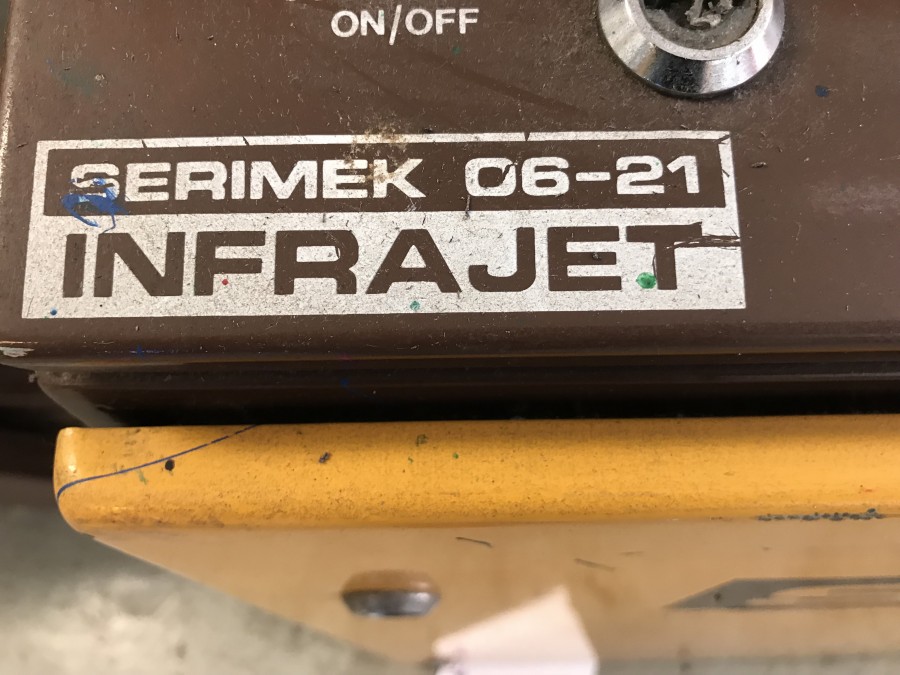 ON/OFF
SERIMEK 06-21
INFRAJET